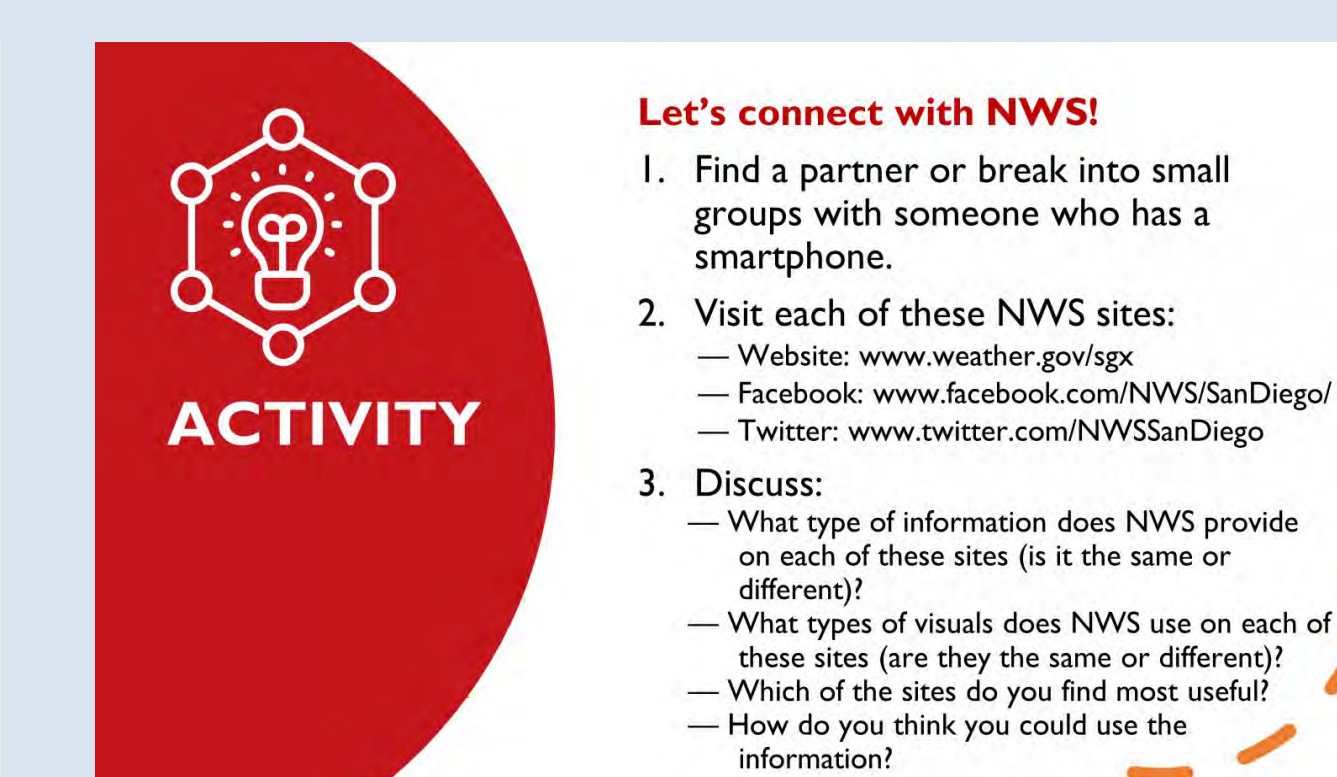 ACTIVITY
Let's connect with NWS!
1. Find a partner or break into small
groups with someone who has a
smartphone.
2. Visit each of these NWS sites:
— Website: www.weather.gov/sgx
— Facebook: www.facebook.com/NWS/SanDiego/
— Twitter: www.twitter.com/NWSSanDiego
3. Discuss:
— What type of information does NWS provide
on each of these sites (is it the same or
different)?
— What types of visuals does NWS use on each of
these sites (are they the same or different)?
— Which of the sites do you find most useful?
— How do you think you could use the
information?